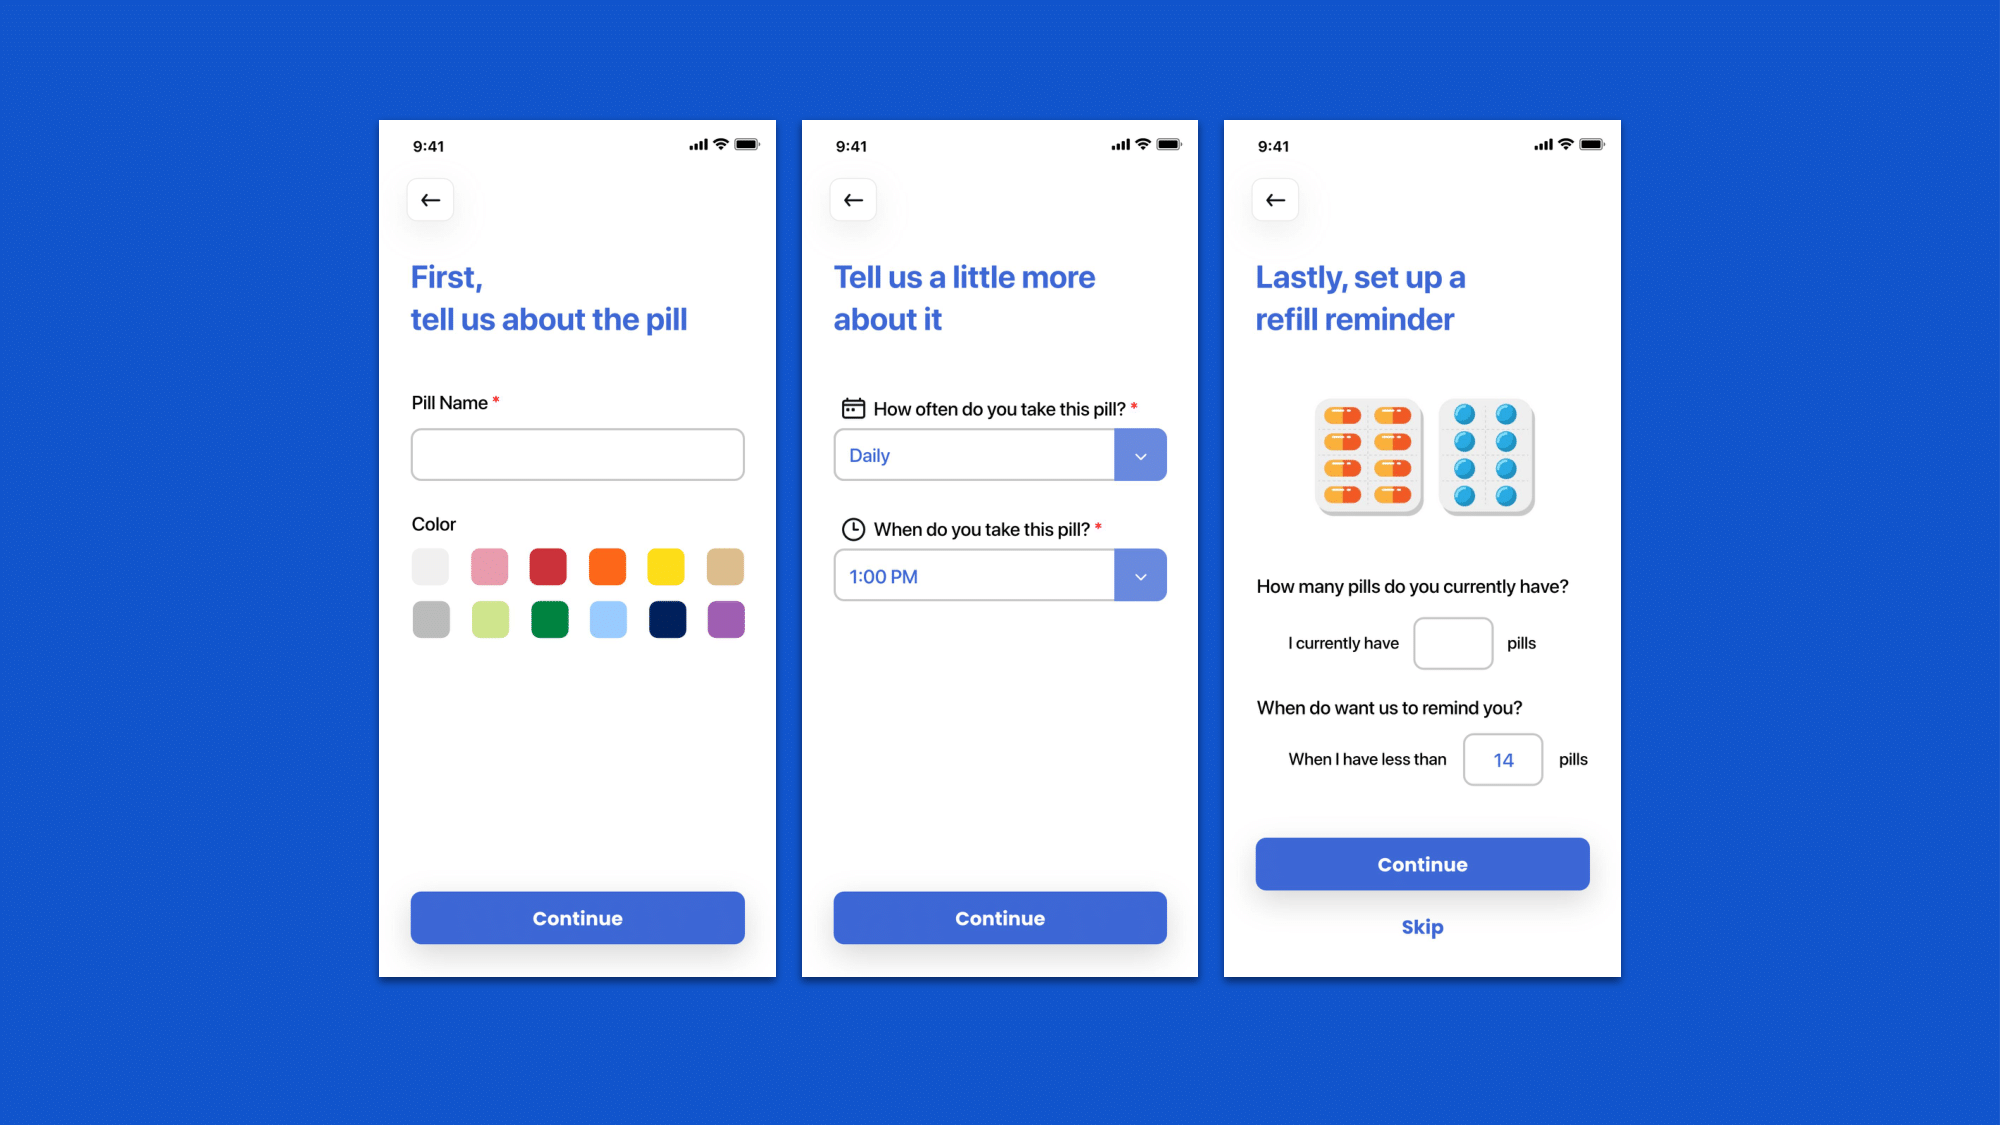 9:41
First,
tell us about the pill
Pill Name *
Color
Continue
9:41
Tell us a little more
about it
How often do you take this pill? *
Daily
When do you take this pill? *
1:00 PM
Continue
9:41
Lastly, set up a
refill reminder
How many pills do you currently have?
I currently have pills
When do want us to remind you?
When I have less than 14 pills
Continue
Skip